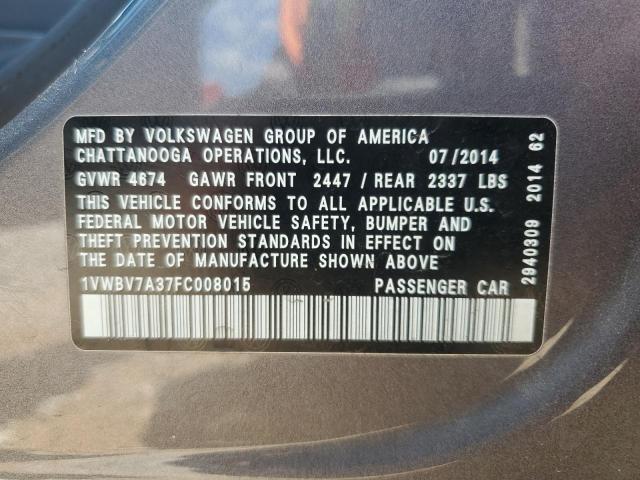 MFD BY VOLKSWAGEN GROUP OF AMERICA
CHATTANOOGA OPERATIONS, LLC. 07/2014
GVWR 4674 GAWR FRONT 2447 / REAR 2337 LBS
THIS VEHICLE CONFORMS TO ALL APPLICABLE U.S.
FEDERAL MOTOR VEHICLE SAFETY, BUMPER AND
THEFT PREVENTION STANDARDS IN EFFECT ON
THE DATE OF MANUFACTURE SHOWN ABOVE
1VWBV7A37FC008015 PASSENGER CAR
2940309 2014 62